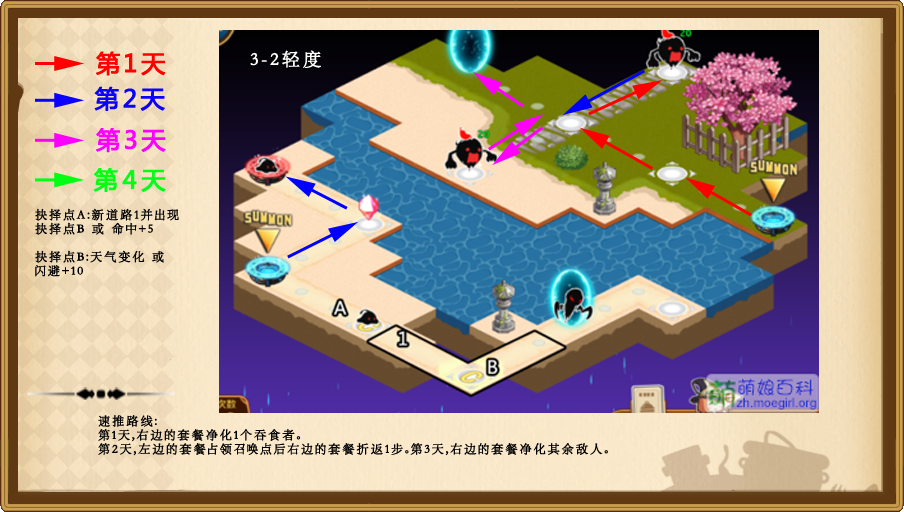 3-2轻度
第1天
第2天
第3天
第4天
抉择点A:新道路1并出现
抉择点B 或 命中+5
抉择点B:天气变化 或
闪避+10
20
20
SUMMON
SUMMON
A
1
B
次数
萌娘百科
zh.moegirl.org
速推路线:
第1天,右边的套餐净化1个吞食者。
第2天,左边的套餐占领召唤点后右边的套餐折返1步。第3天,右边的套餐净化其余敌人。